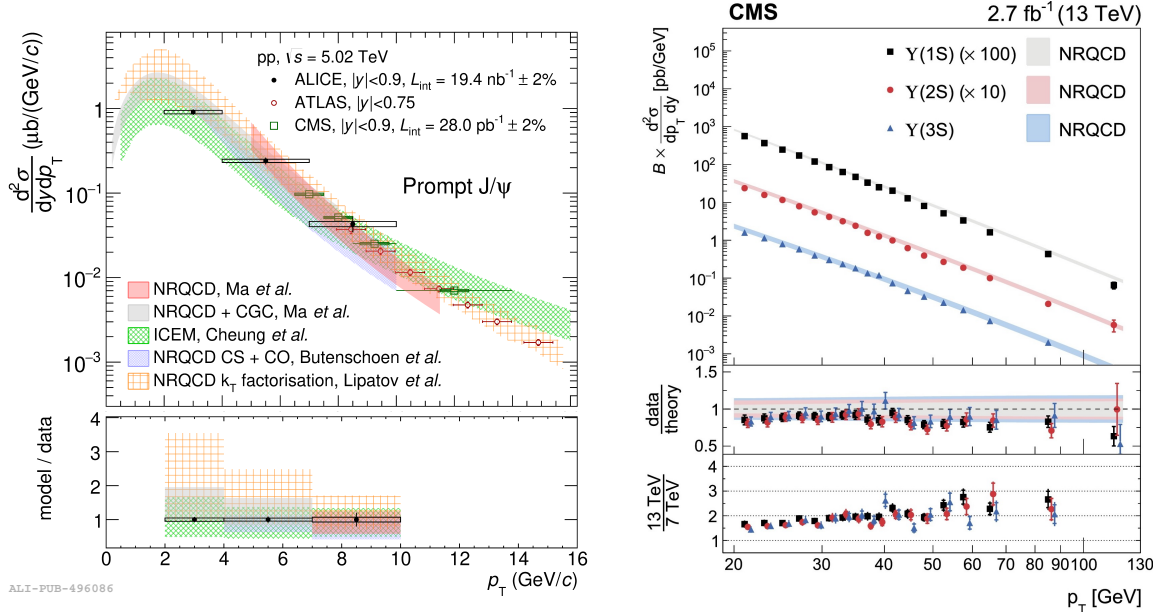 pp, √s = 5.02 TeV
ALICE, |y|<0.9, L_int = 19.4 nb⁻¹ ± 2%
ATLAS, |y|<0.75
CMS, |y|<0.9, L_int = 28.0 pb⁻¹ ± 2%
Prompt J/ψ
d²σ/dydp_T (μb/(GeV/c))
1
10⁻¹
10⁻²
10⁻³
NRQCD, Ma et al.
NRQCD + CGC, Ma et al.
ICEM, Cheung et al.
NRQCD CS + CO, Butenschoen et al.
NRQCD k_T factorisation, Lipatov et al.
model / data
4
3
2
1
0 2 4 6 8 10 12 14 16
p_T (GeV/c)
ALI-PUB-496086
CMS 2.7 fb⁻¹ (13 TeV)
B × d²σ/dp_T dy [pb/GeV]
10⁵
10⁴
10³
10²
10
1
10⁻¹
10⁻²
10⁻³
ϒ(1S) (× 100) NRQCD
ϒ(2S) (× 10) NRQCD
ϒ(3S) NRQCD
data/theory
1.5
1
0.5
13 TeV/7 TeV
4
3
2
1
20 30 40 50 60 70 80 90 100 130
p_T [GeV]